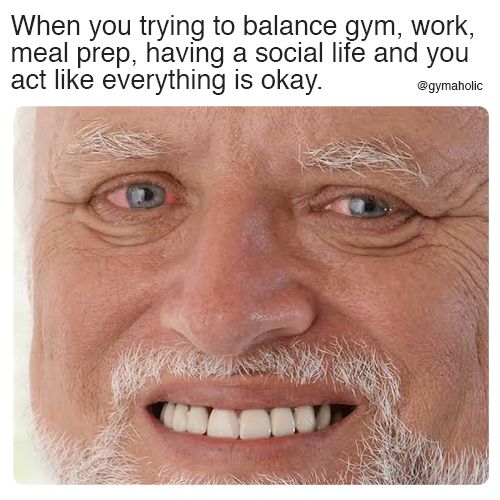 When you trying to balance gym, work,
meal prep, having a social life and you
act like everything is okay.
@gymaholic